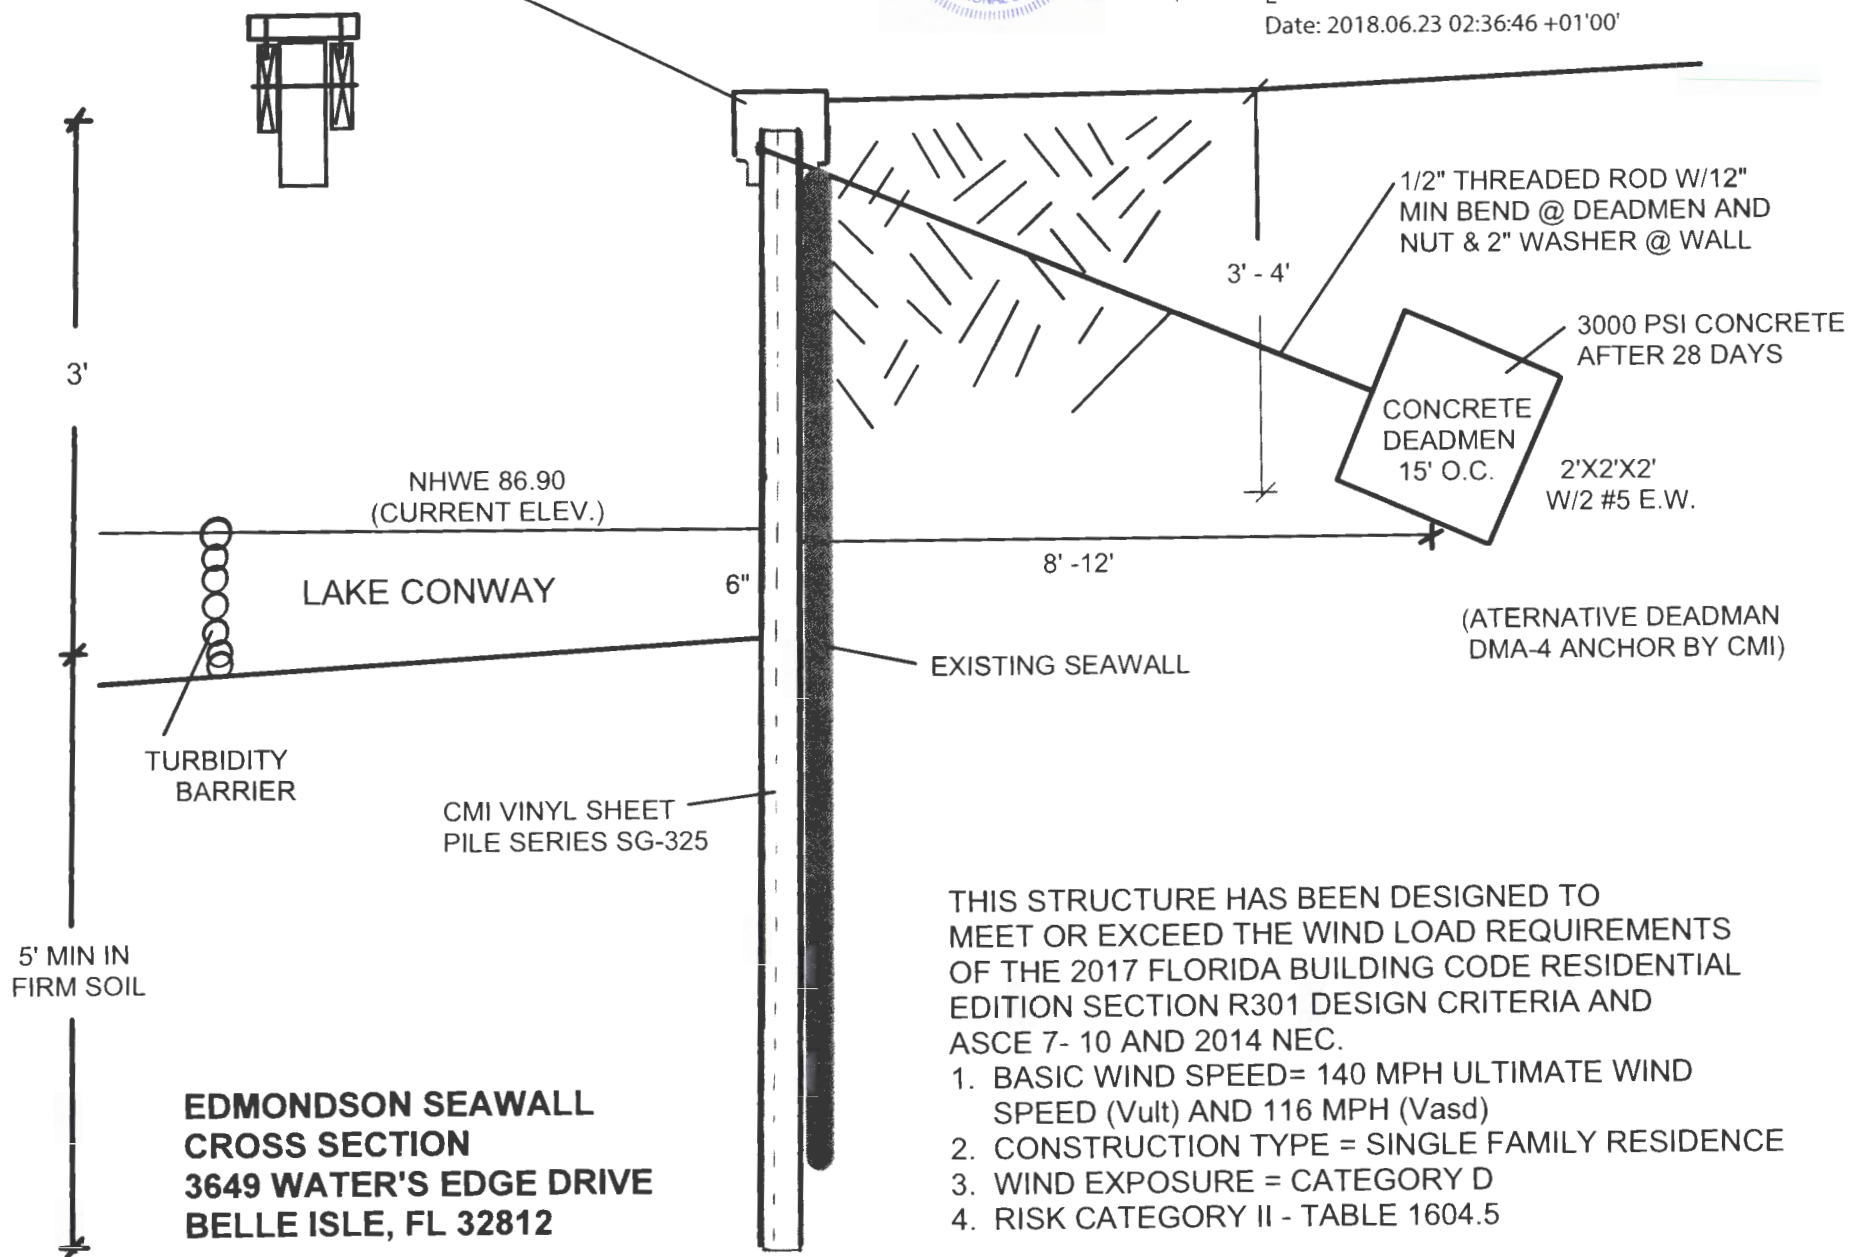 Date: 2018.06.23 02:36:46 +01'00'
1/2" THREADED ROD W/12"
MIN BEND @ DEADMEN AND
NUT & 2" WASHER @ WALL
3' - 4'
3000 PSI CONCRETE
AFTER 28 DAYS
3'
CONCRETE
DEADMEN
15' O.C.
2'X2'X2'
W/2 #5 E.W.
NHWE 86.90
(CURRENT ELEV.)
8' -12'
LAKE CONWAY
6"
(ATERNATIVE DEADMAN
DMA-4 ANCHOR BY CMI)
EXISTING SEAWALL
TURBIDITY
BARRIER
CMI VINYL SHEET
PILE SERIES SG-325
5' MIN IN
FIRM SOIL
THIS STRUCTURE HAS BEEN DESIGNED TO
MEET OR EXCEED THE WIND LOAD REQUIREMENTS
OF THE 2017 FLORIDA BUILDING CODE RESIDENTIAL
EDITION SECTION R301 DESIGN CRITERIA AND
ASCE 7- 10 AND 2014 NEC.
1. BASIC WIND SPEED= 140 MPH ULTIMATE WIND
SPEED (Vult) AND 116 MPH (Vasd)
2. CONSTRUCTION TYPE = SINGLE FAMILY RESIDENCE
3. WIND EXPOSURE = CATEGORY D
4. RISK CATEGORY II - TABLE 1604.5
EDMONDSON SEAWALL
CROSS SECTION
3649 WATER'S EDGE DRIVE
BELLE ISLE, FL 32812